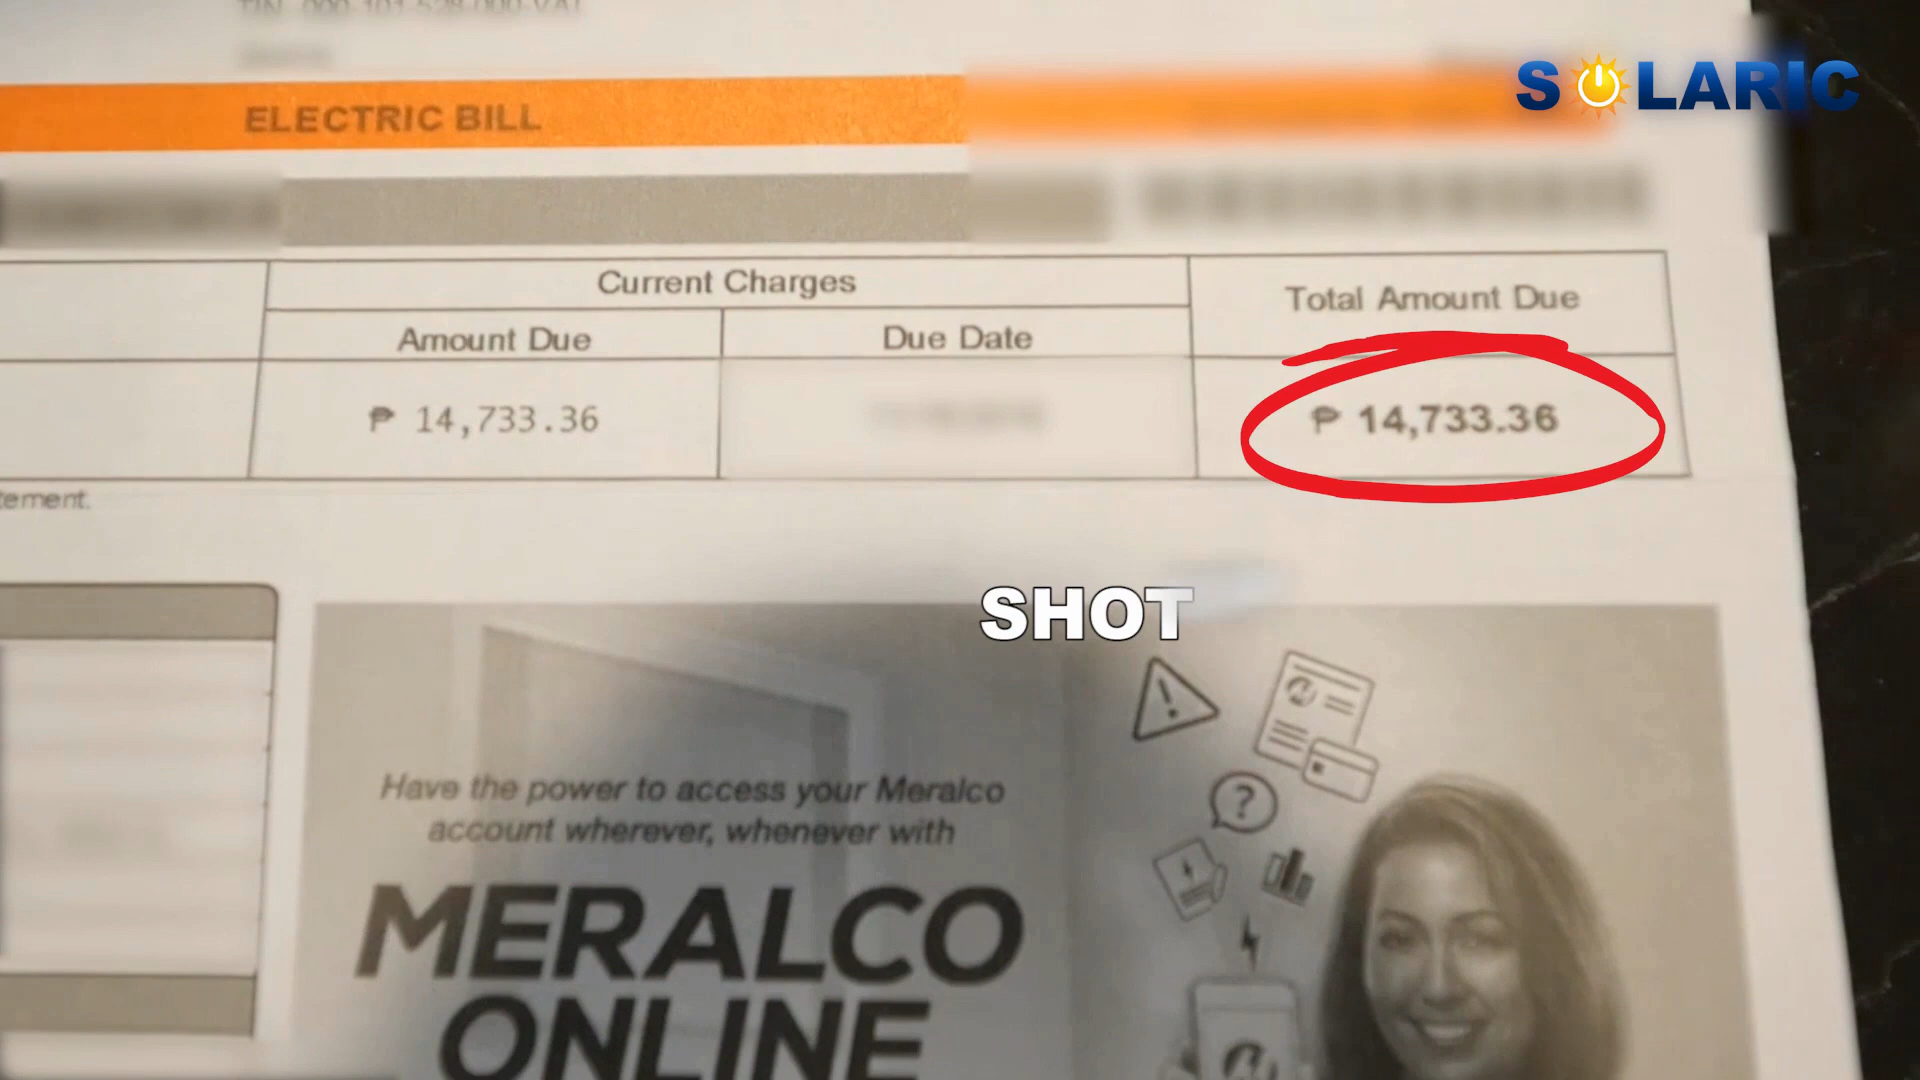 SOLARIC
ELECTRIC BILL
Current Charges
Total Amount Due
Amount Due
Due Date
₱ 14,733.36
₱ 14,733.36
tement.
SHOT
Have the power to access your Meralco
account wherever, whenever with
MERALCO
ONLINE